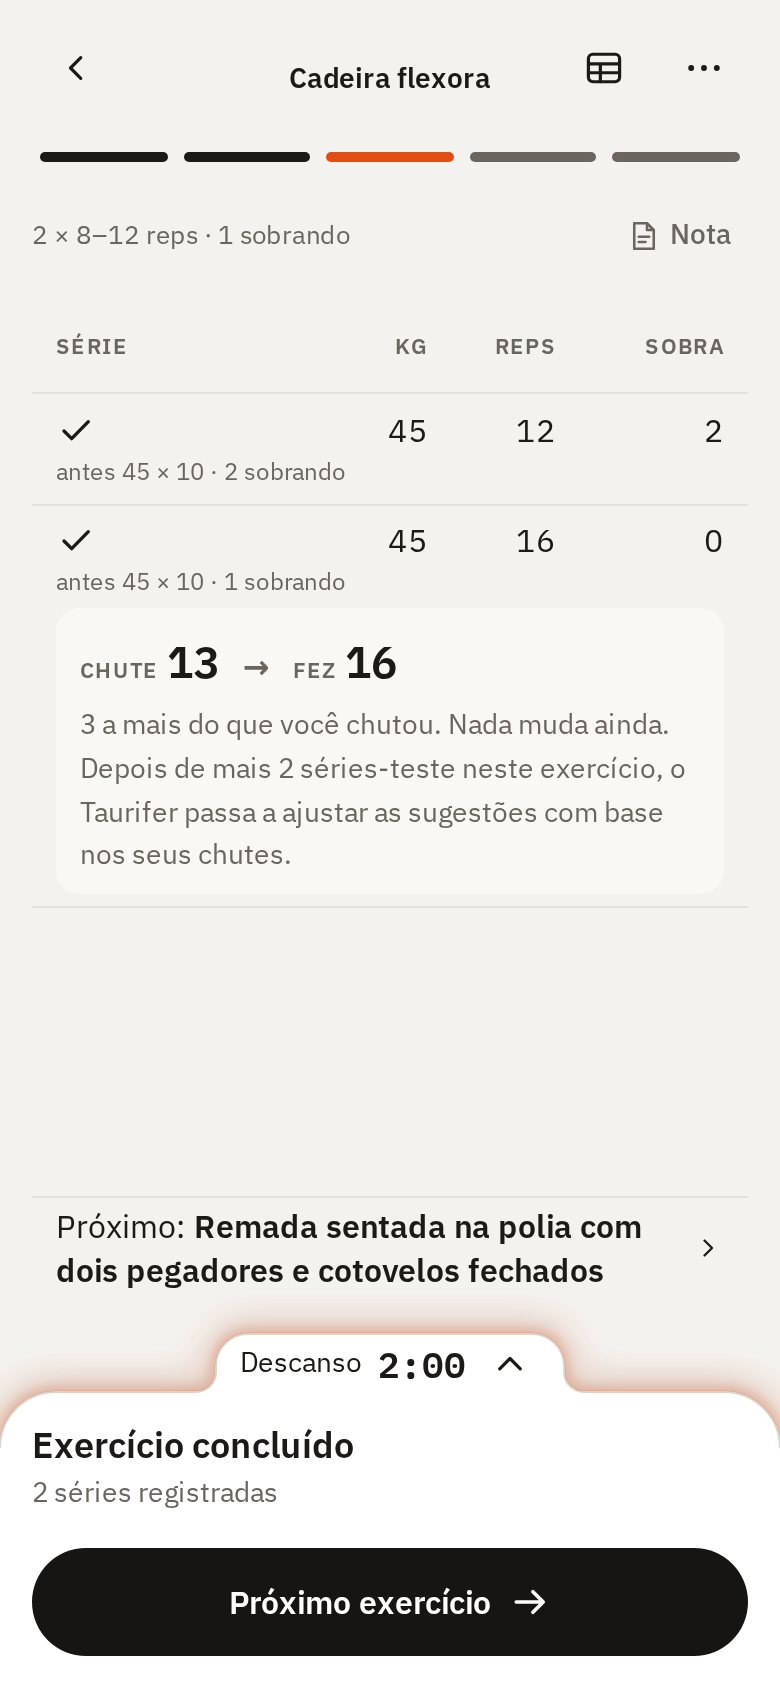 Cadeira flexora
2 × 8–12 reps · 1 sobrando
Nota
SÉRIE KG REPS SOBRA
45 12 2
antes 45 × 10 · 2 sobrando
45 16 0
antes 45 × 10 · 1 sobrando
CHUTE 13 → FEZ 16
3 a mais do que você chutou. Nada muda ainda.
Depois de mais 2 séries-teste neste exercício, o
Taurifer passa a ajustar as sugestões com base
nos seus chutes.
Próximo: Remada sentada na polia com
dois pegadores e cotovelos fechados
Descanso 2:00
Exercício concluído
2 séries registradas
Próximo exercício →